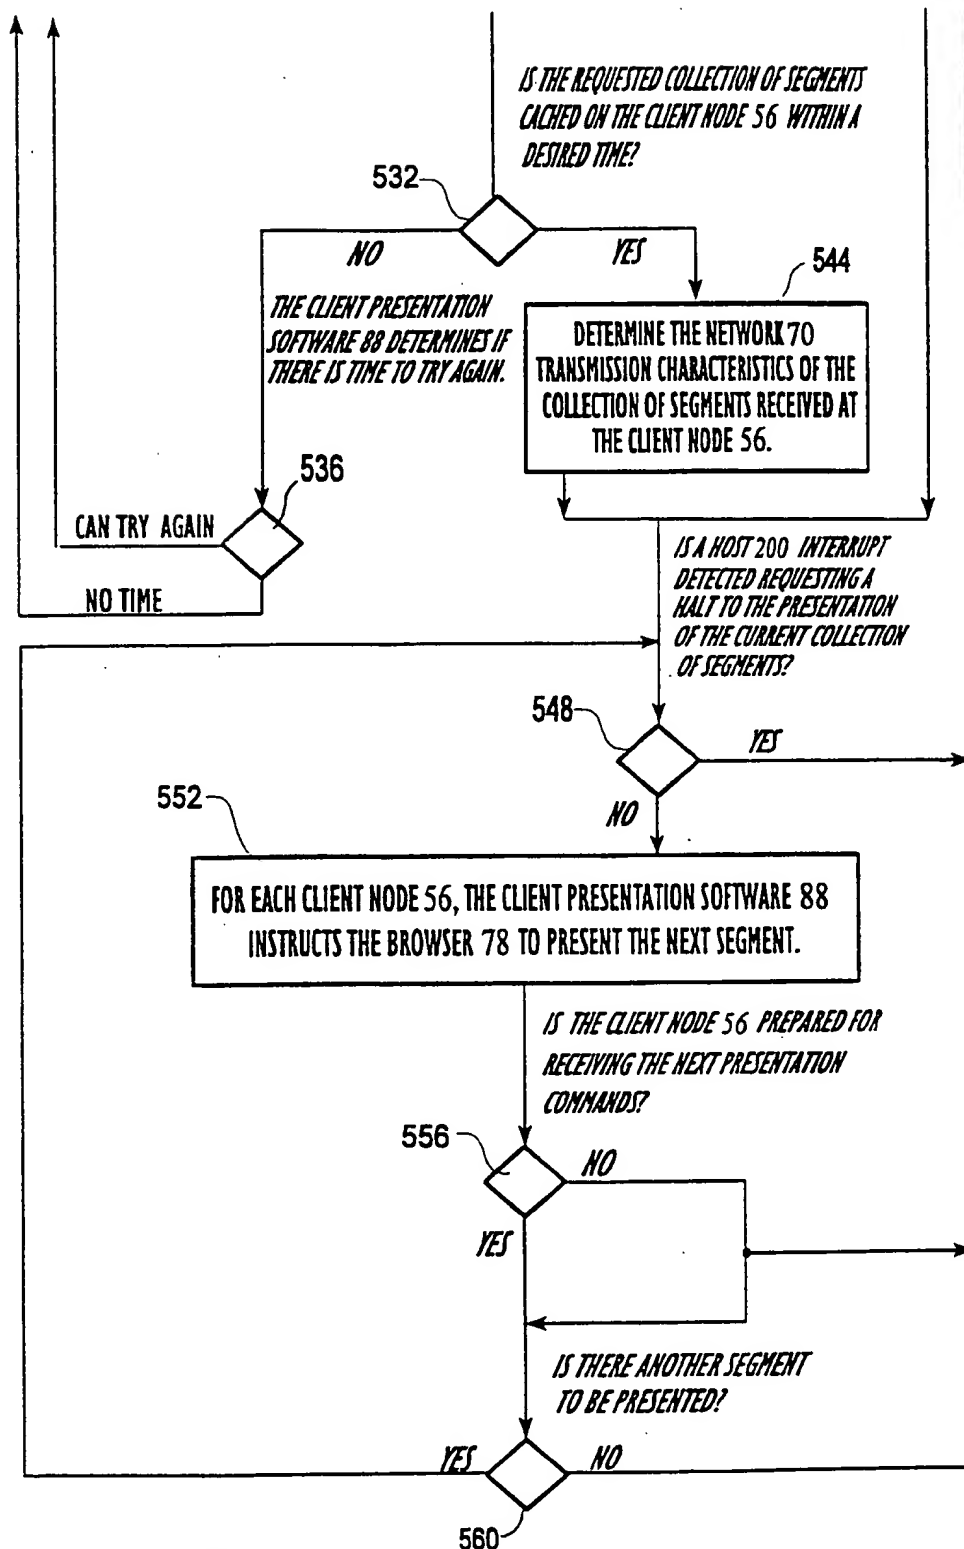 IS THE REQUESTED COLLECTION OF SEGMENTS
CACHED ON THE CLIENT NODE 56 WITHIN A
DESIRED TIME?
532
NO
YES
544
THE CLIENT PRESENTATION
SOFTWARE 88 DETERMINES IF
THERE IS TIME TO TRY AGAIN.
DETERMINE THE NETWORK 70
TRANSMISSION CHARACTERISTICS OF THE
COLLECTION OF SEGMENTS RECEIVED AT
THE CLIENT NODE 56.
536
CAN TRY AGAIN
NO TIME
IS A HOST 200 INTERRUPT
DETECTED REQUESTING A
HALT TO THE PRESENTATION
OF THE CURRENT COLLECTION
OF SEGMENTS?
548
YES
NO
552
FOR EACH CLIENT NODE 56, THE CLIENT PRESENTATION SOFTWARE 88
INSTRUCTS THE BROWSER 78 TO PRESENT THE NEXT SEGMENT.
IS THE CLIENT NODE 56 PREPARED FOR
RECEIVING THE NEXT PRESENTATION
COMMANDS?
556
NO
YES
IS THERE ANOTHER SEGMENT
TO BE PRESENTED?
YES
NO
560